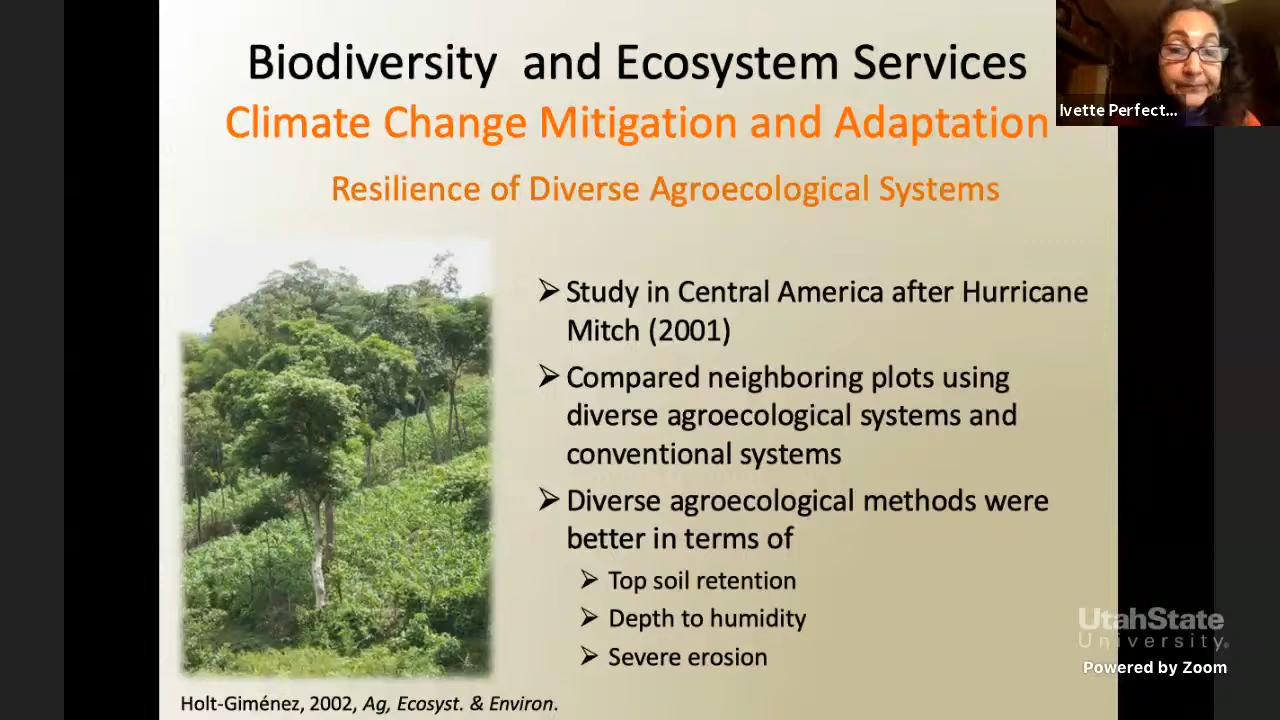 Biodiversity and Ecosystem Services
Climate Change Mitigation and Adaptation
Ivette Perfect...
Resilience of Diverse Agroecological Systems
➢ Study in Central America after Hurricane
Mitch (2001)
➢ Compared neighboring plots using
diverse agroecological systems and
conventional systems
➢ Diverse agroecological methods were
better in terms of
➢ Top soil retention
➢ Depth to humidity
➢ Severe erosion
UtahState
University®
Powered by Zoom
Holt-Giménez, 2002, Ag, Ecosyst. & Environ.